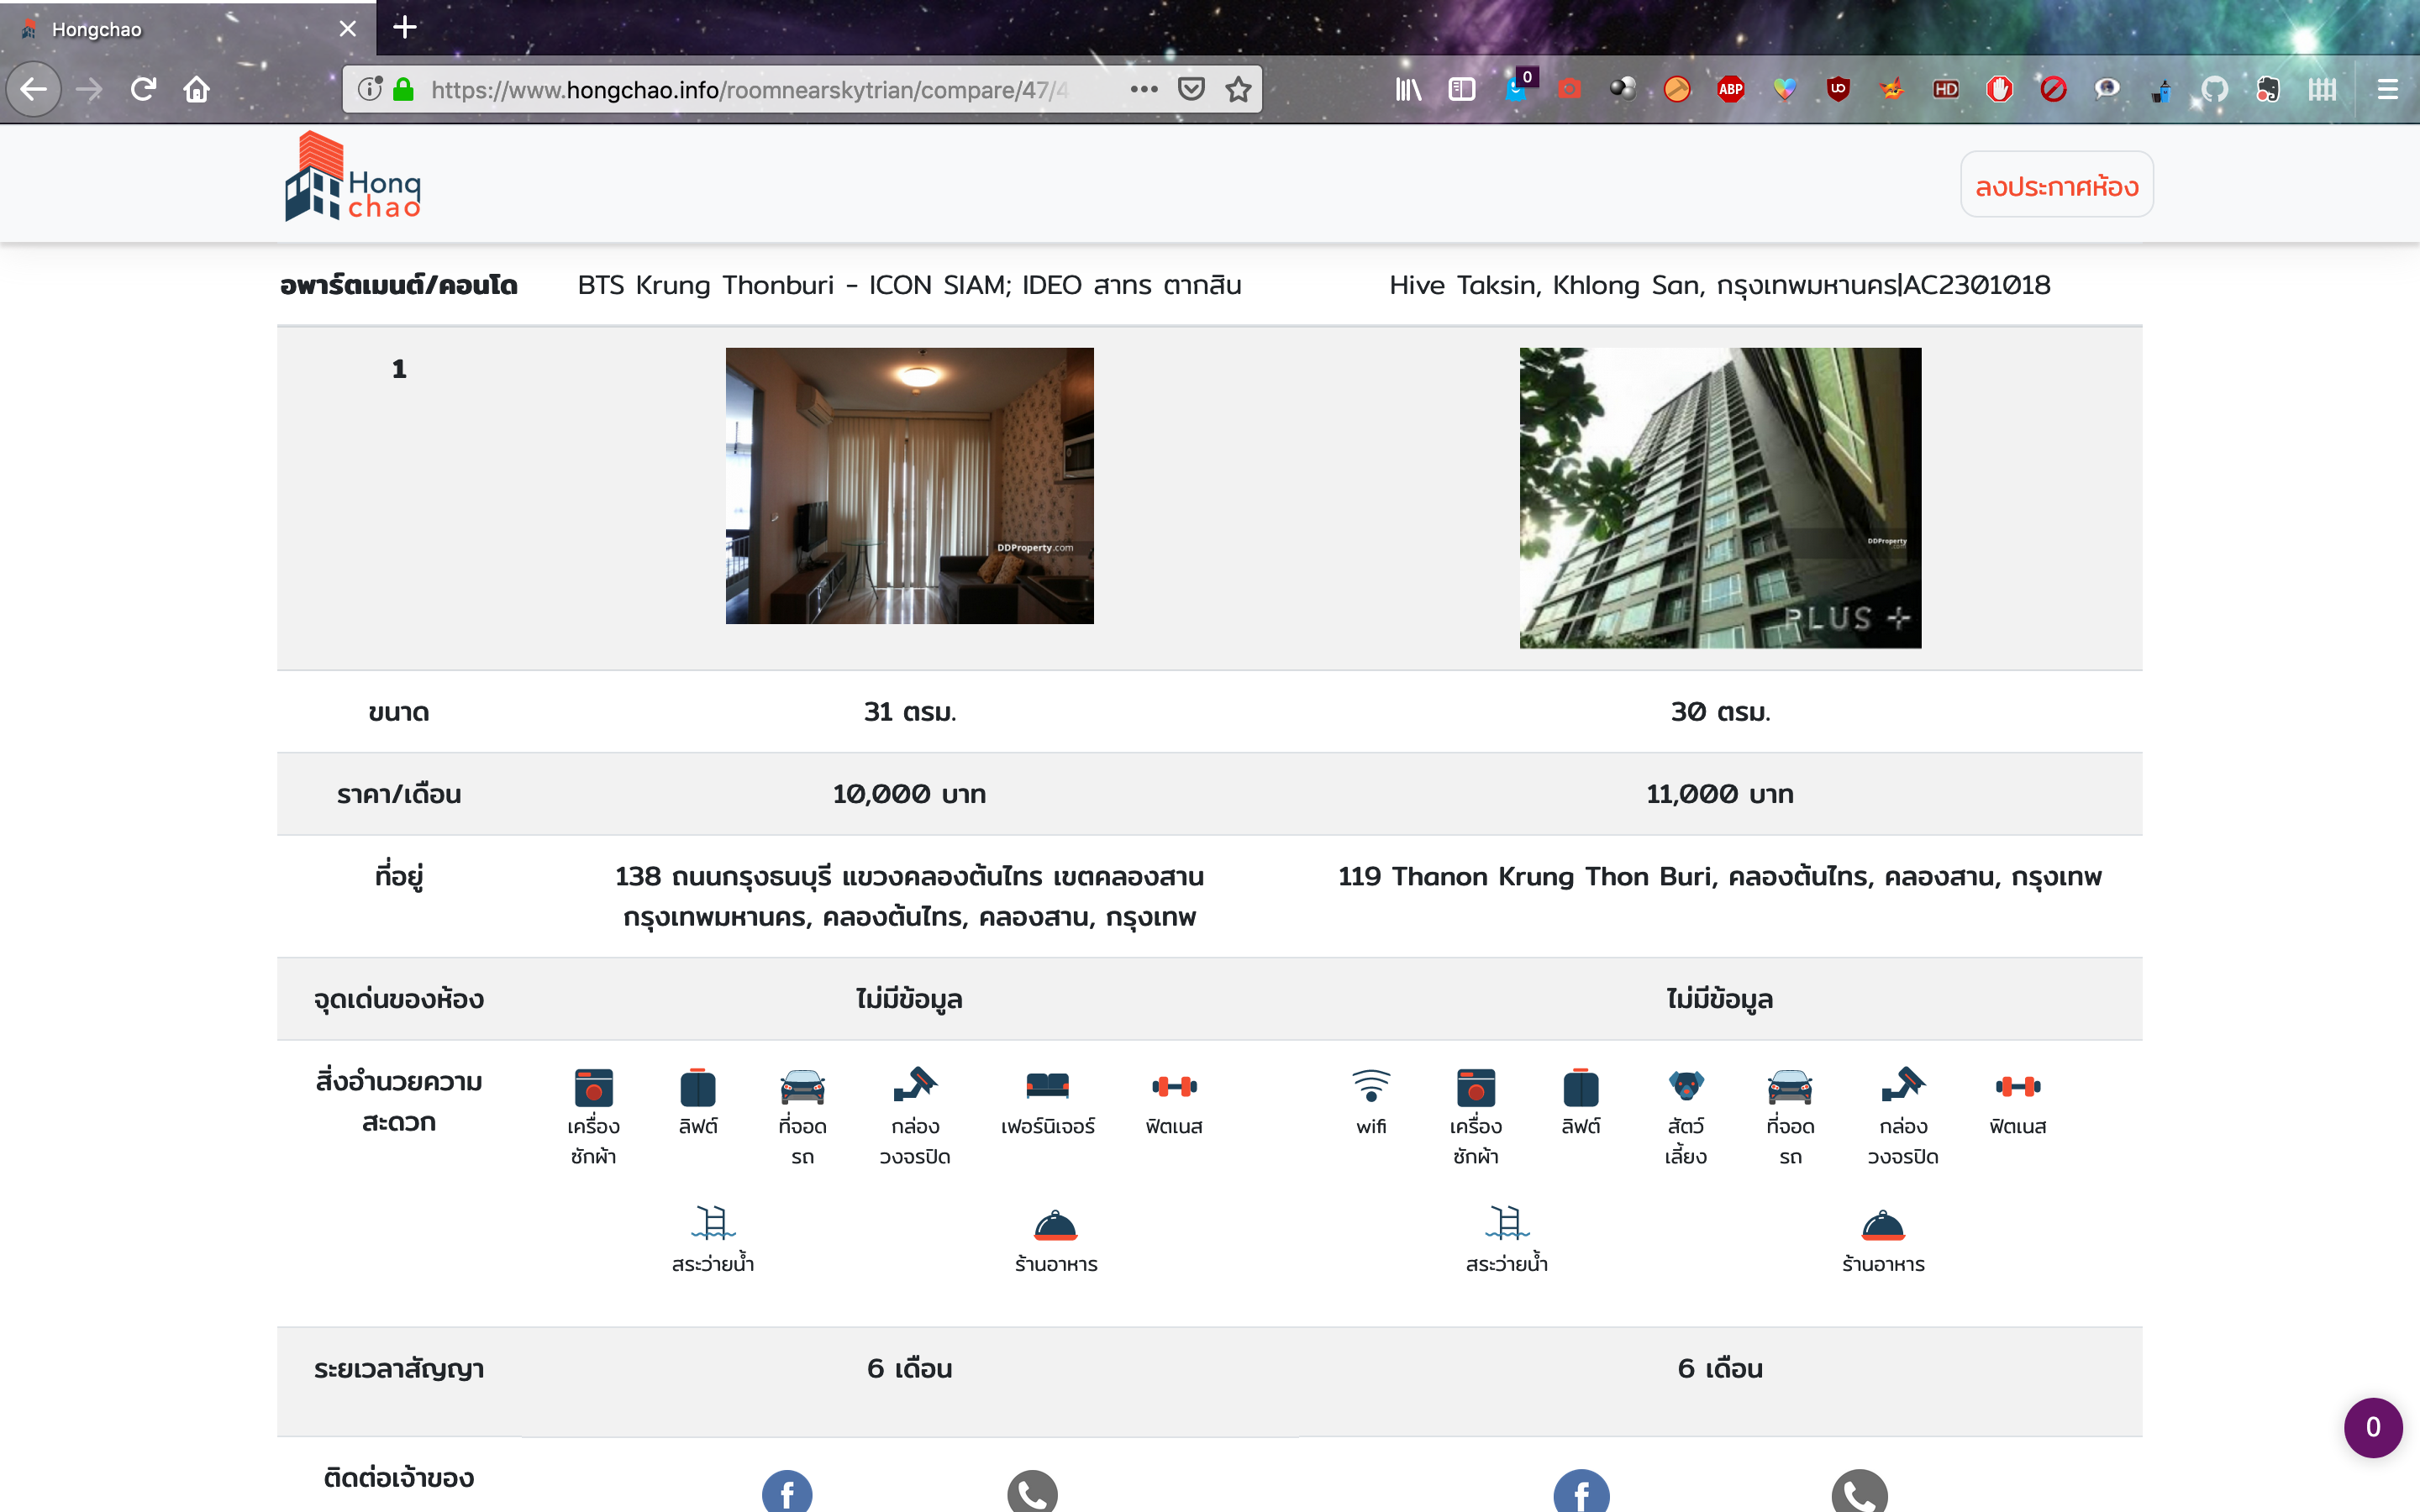 Hongchao
https://www.hongchao.info/roomnearskytrian/compare/47/4
0
ABP
UO
HD
Hong
chao
ลงประกาศห้อง
อพาร์ตเมนต์/คอนโด
BTS Krung Thonburi - ICON SIAM; IDEO สาทร ตากสิน
Hive Taksin, Khlong San, กรุงเทพมหานคร|AC2301018
1
DDProperty.com
DDProperty
.com
PLUS +
ขนาด
31 ตรม.
30 ตรม.
ราคา/เดือน
10,000 บาท
11,000 บาท
ที่อยู่
138 ถนนกรุงธนบุรี แขวงคลองต้นไทร เขตคลองสาน
กรุงเทพมหานคร, คลองต้นไทร, คลองสาน, กรุงเทพ
119 Thanon Krung Thon Buri, คลองต้นไทร, คลองสาน, กรุงเทพ
จุดเด่นของห้อง
ไม่มีข้อมูล
ไม่มีข้อมูล
สิ่งอำนวยความ
สะดวก
เครื่อง
ซักผ้า
ลิฟต์
ที่จอด
รถ
กล่อง
วงจรปิด
เฟอร์นิเจอร์
ฟิตเนส
สระว่ายน้ำ
ร้านอาหาร
wifi
เครื่อง
ซักผ้า
ลิฟต์
สัตว์
เลี้ยง
ที่จอด
รถ
กล่อง
วงจรปิด
ฟิตเนส
สระว่ายน้ำ
ร้านอาหาร
ระยเวลาสัญญา
6 เดือน
6 เดือน
ติดต่อเจ้าของ
0